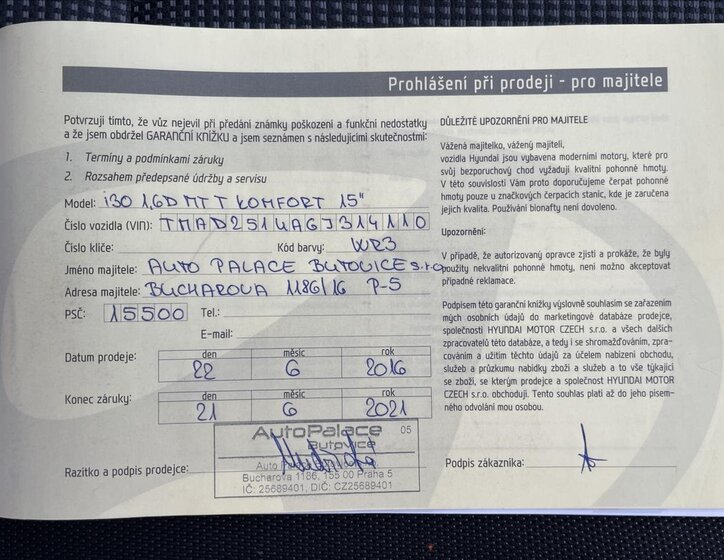 Prohlášení při prodeji - pro majitele
Potvrzuji tímto, že vůz nejevil při předání známky poškození a funkční nedostatky
a že jsem obdržel GARANČNÍ KNÍŽKU a jsem seznámen s následujícími skutečnostmi:
1. Termíny a podmínkami záruky
2. Rozsahem předepsané údržby a servisu
Model: i30 1,6D MT T KOMFORT 15"
Číslo vozidla (VIN): TMAD251UAGJ314110
Číslo klíče: Kód barvy: WR3
Jméno majitele: AUTO PALACE BUTOVICE s.r.o.
Adresa majitele: BUCHAROVA 1186/16 P-5
PSČ: 15500 Tel.:
E-mail:
Datum prodeje: den 22 měsíc 6 rok 2016
Konec záruky: den 21 měsíc 6 rok 2021
AutoPalace 05
Butovice
Auto
Bucharova 1186, 155 00 Praha 5
IČ: 25689401, DIČ: CZ25689401
Razítko a podpis prodejce:
DŮLEŽITÉ UPOZORNĚNÍ PRO MAJITELE
Vážená majitelko, vážený majiteli,
vozidla Hyundai jsou vybavena moderními motory, které pro
svůj bezporuchový chod vyžadují kvalitní pohonné hmoty.
V této souvislosti Vám proto doporučujeme čerpat pohonné
hmoty pouze u značkových čerpacích stanic, kde je zaručena
jejich kvalita. Používání bionafty není dovoleno.
Upozornění:
V případě, že autorizovaný opravce zjistí a prokáže, že byly
použity nekvalitní pohonné hmoty, není možno akceptovat
případné reklamace.
Podpisem této garanční knížky výslovně souhlasím se zařazením
mých osobních údajů do marketingové databáze prodejce,
společnosti HYUNDAI MOTOR CZECH s.r.o. a všech dalších
zpracovatelů této databáze, a tedy i se shromažďováním, zpra-
cováním a užitím těchto údajů za účelem nabízení obchodu,
služeb a průzkumu nabídky zboží a služeb a to vše týkající
se zboží, se kterým prodejce a společnost HYUNDAI MOTOR
CZECH s.r.o. obchodují. Tento souhlas platí až do jeho písem-
ného odvolání mou osobou.
Podpis zákazníka: